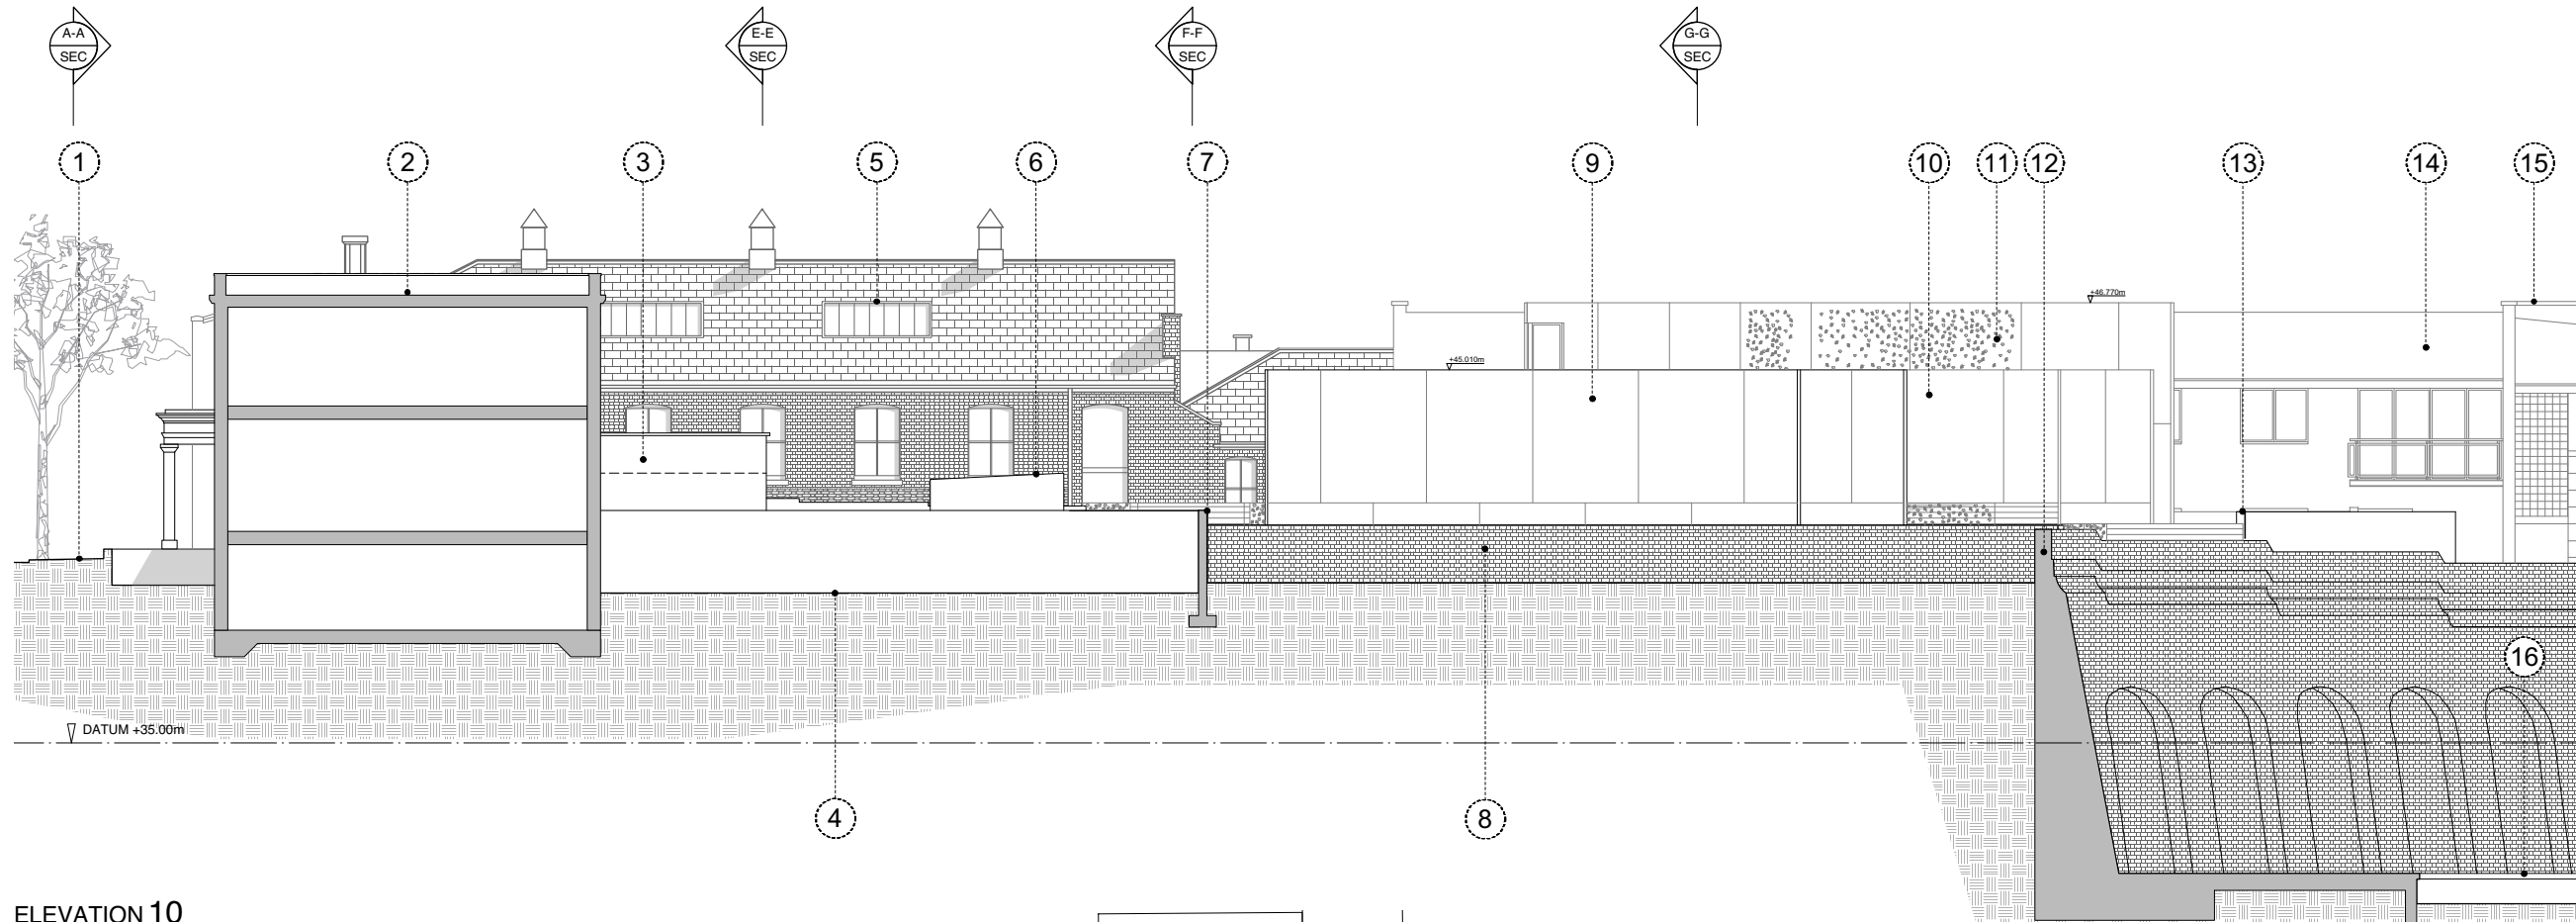 A-A
SEC
E-E
SEC
F-F
SEC
G-G
SEC
1
2
3
5
6
7
9
10
11
12
13
14
15
+46.770m
+45.010m
16
DATUM +35.00m
4
8
ELEVATION 10